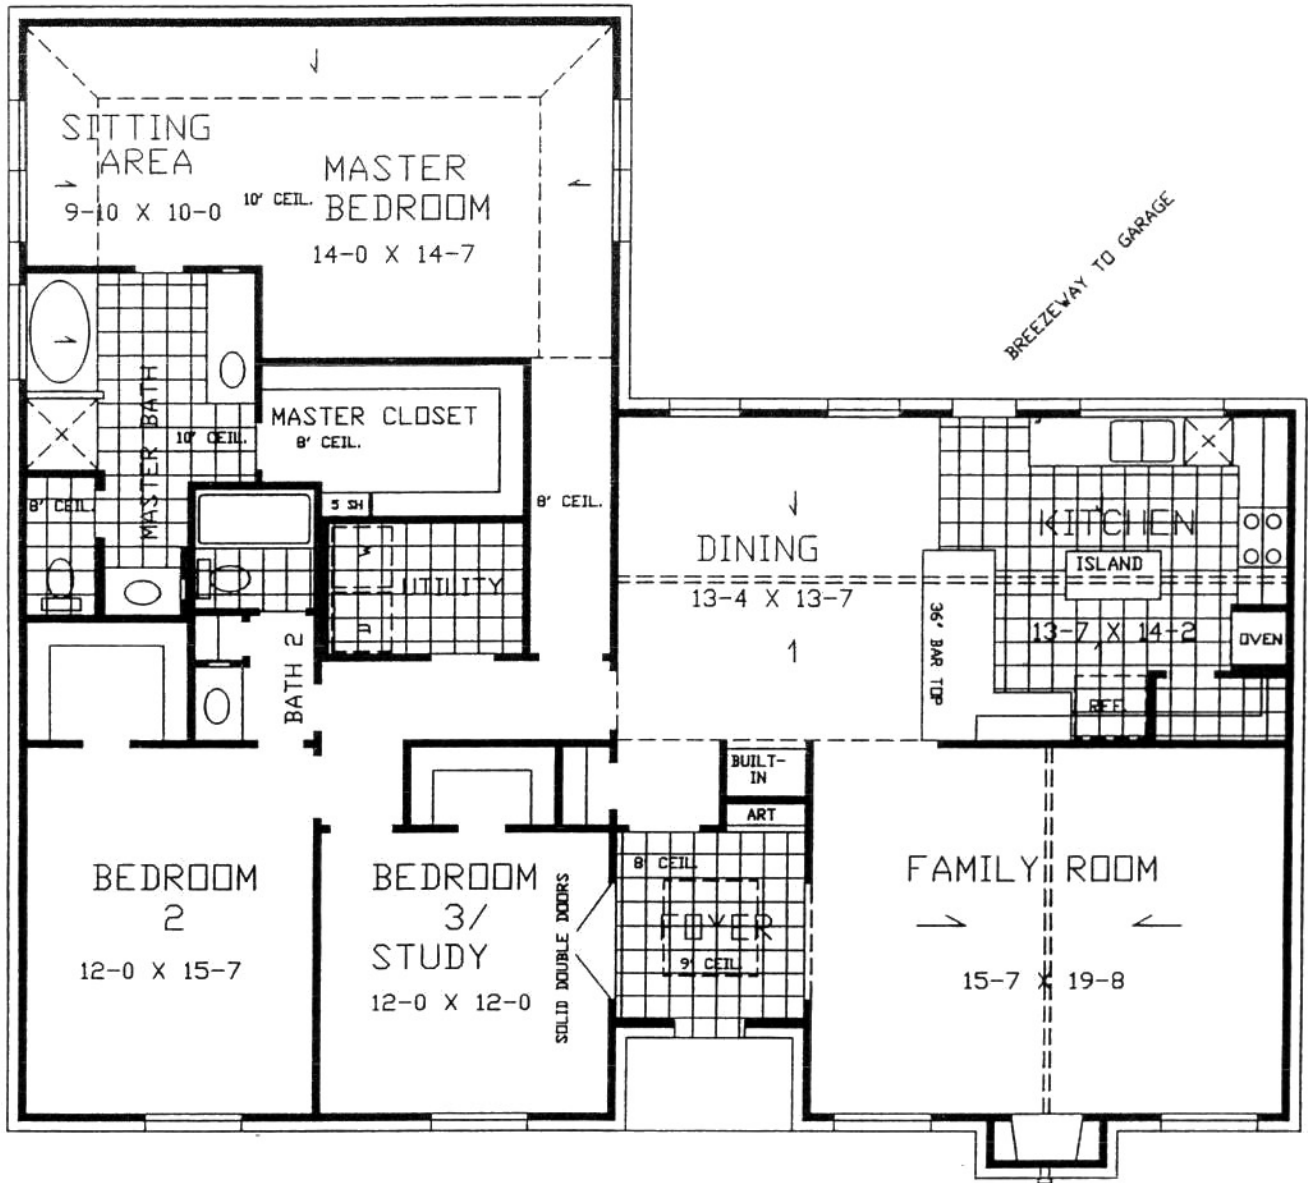 SITTING
AREA
9-10 X 10-0
10' CEIL.
MASTER
BEDROOM
14-0 X 14-7
BREEZEWAY TO GARAGE
MASTER BATH
10' CEIL.
MASTER CLOSET
8' CEIL.
5 SH
8' CEIL.
8' CEIL.
W
D
UTILITY
BATH 2
DINING
13-4 X 13-7
KITCHEN
ISLAND
13-7 X 14-2
OVEN
36' BAR TOP
REF.
BUILT-
IN
ART
BEDROOM
2
12-0 X 15-7
BEDROOM
3/
STUDY
12-0 X 12-0
SOLID DOUBLE DOORS
8' CEIL.
FOYER
9' CEIL.
FAMILY ROOM
15-7 X 19-8